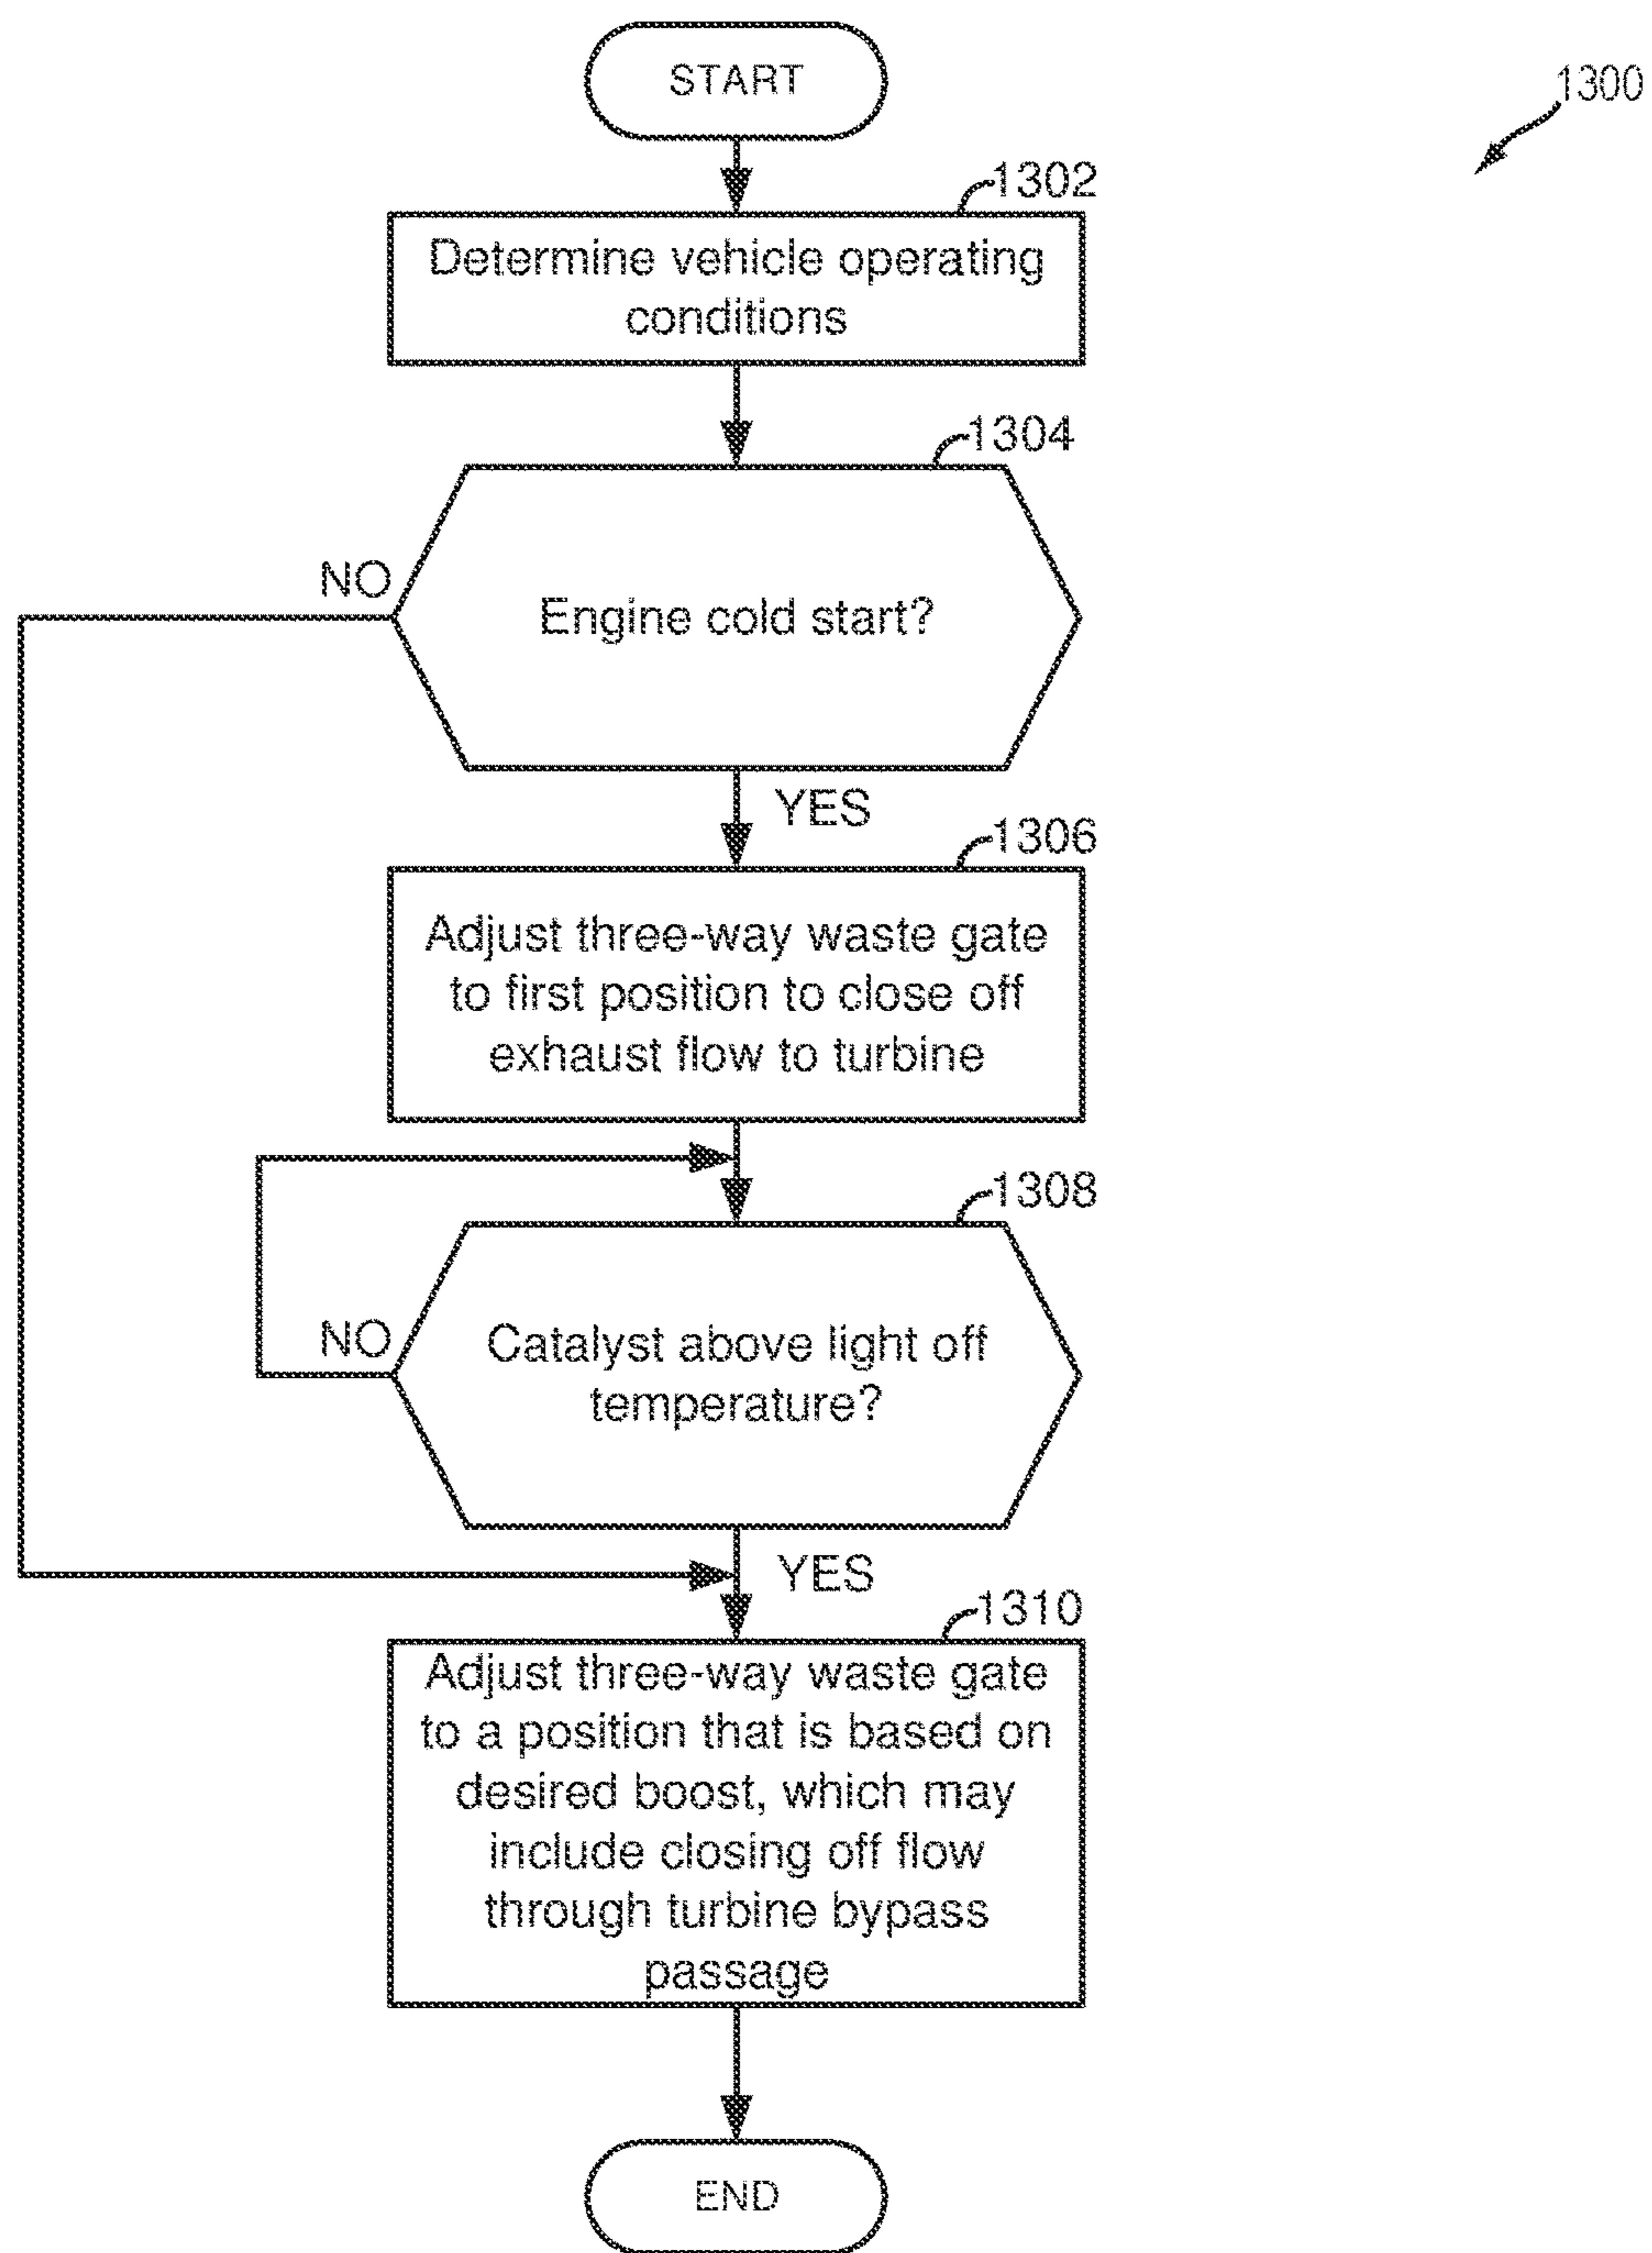 START
1300
1302
Determine vehicle operating
conditions
1304
NO
Engine cold start?
YES
1306
Adjust three-way waste gate
to first position to close off
exhaust flow to turbine
1308
NO
Catalyst above light off
temperature?
YES
1310
Adjust three-way waste gate
to a position that is based on
desired boost, which may
include closing off flow
through turbine bypass
passage
END